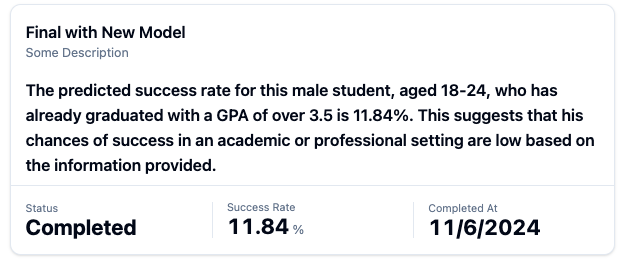 Final with New Model
Some Description
The predicted success rate for this male student, aged 18-24, who has
already graduated with a GPA of over 3.5 is 11.84%. This suggests that his
chances of success in an academic or professional setting are low based on
the information provided.
Status
Completed
Success Rate
11.84 %
Completed At
11/6/2024